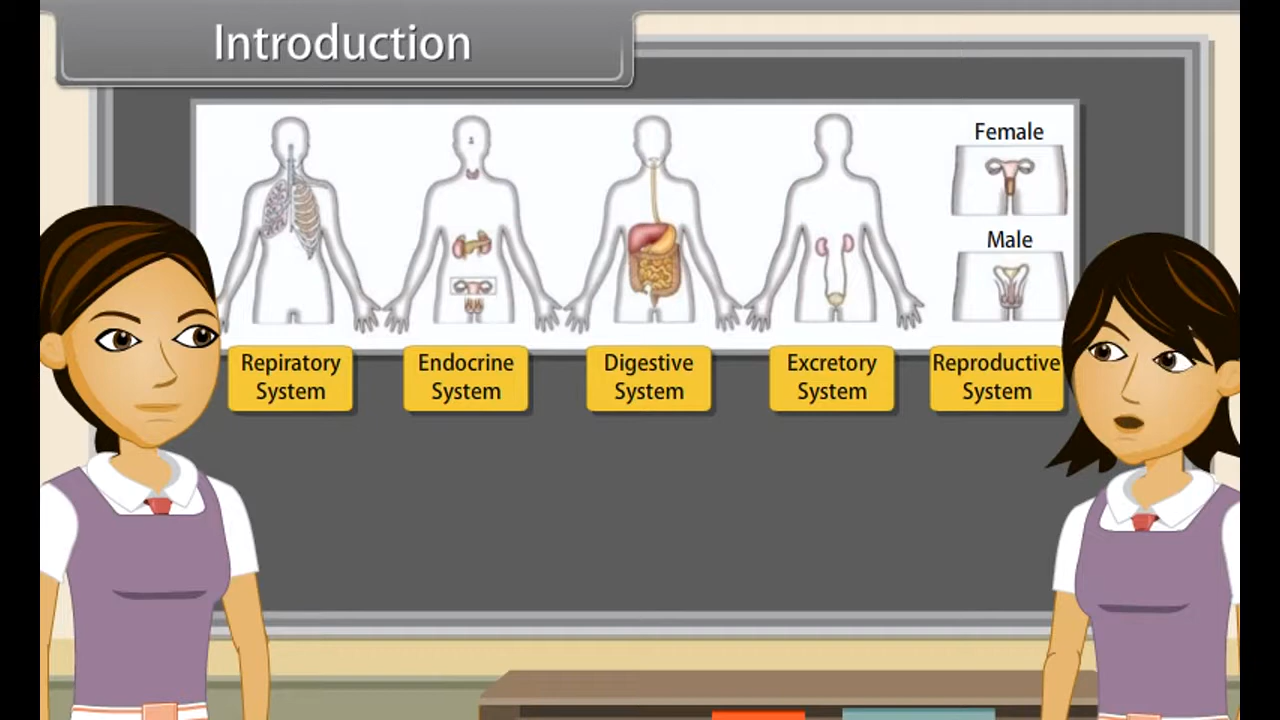 Introduction
Female
Male
Repiratory
System
Endocrine
System
Digestive
System
Excretory
System
Reproductive
System